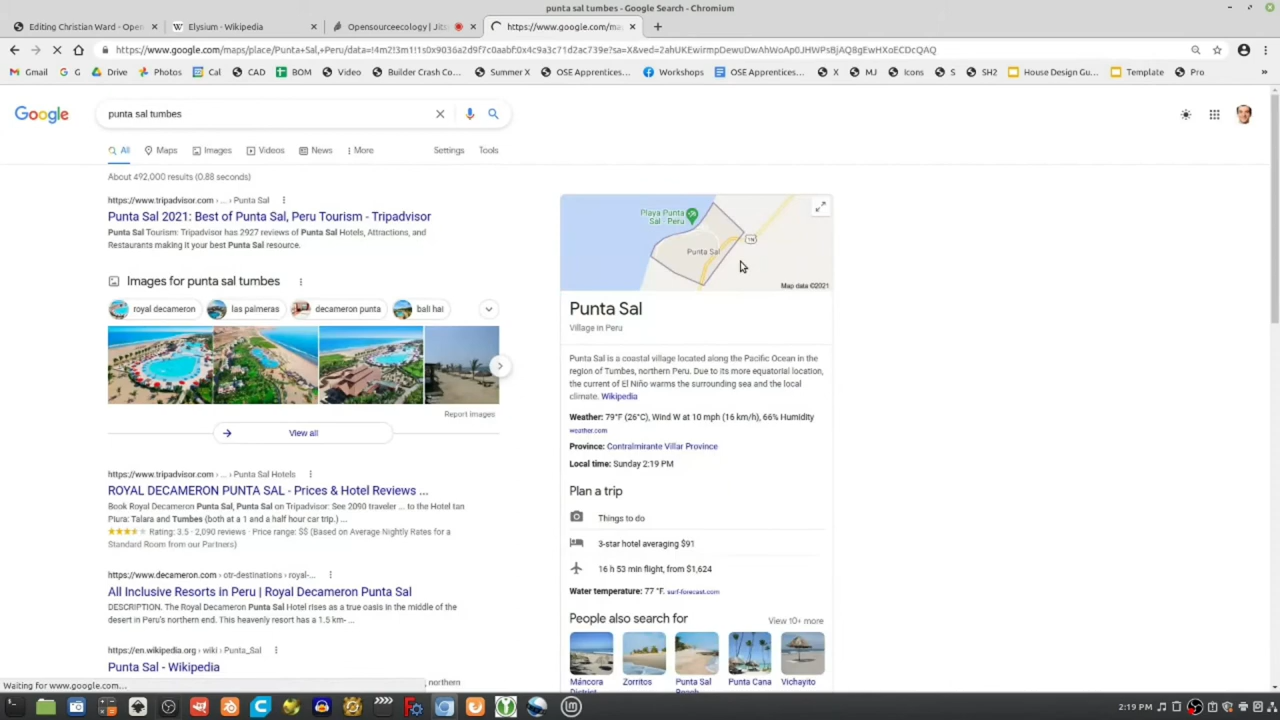 punta sal tumbes - Google Search - Chromium
Editing Christian Ward - Open
Elysium - Wikipedia
Opensourceecology | Jits
https://www.google.com/ma
https://www.google.com/maps/place/Punta+Sal,+Peru/data=!4m2!3m1!1s0x9036a2d9f7c0aabf:0x4c9a3c71d2ac739e?sa=X&ved=2ahUKEwirmpDewuDwAhWoAp0JHWPsBjAQ8gEwHXoECDcQAQ
Gmail
G
Drive
Photos
Cal
CAD
BOM
Video
Builder Crash Co...
Summer X
OSE Apprentices...
Workshops
OSE Apprentices...
X
MJ
Icons
S
SH2
House Design Gu...
Template
Pro
Google
punta sal tumbes
All
Maps
Images
Videos
News
More
Settings
Tools
About 492,000 results (0.88 seconds)
https://www.tripadvisor.com › ... › Punta Sal
Punta Sal 2021: Best of Punta Sal, Peru Tourism - Tripadvisor
Punta Sal Tourism: Tripadvisor has 2927 reviews of Punta Sal Hotels, Attractions, and
Restaurants making it your best Punta Sal resource.
Images for punta sal tumbes
royal decameron
las palmeras
decameron punta
bali hai
Report images
View all
https://www.tripadvisor.com › ... › Punta Sal Hotels
ROYAL DECAMERON PUNTA SAL - Prices & Hotel Reviews ...
Book Royal Decameron Punta Sal, Punta Sal on Tripadvisor: See 2090 traveler ... to the Hotel tan
Piura: Talara and Tumbes (both at a 1 and a half hour car trip.) ...
Rating: 3.5 · 2,090 reviews · Price range: $$ (Based on Average Nightly Rates for a
Standard Room from our Partners)
https://www.decameron.com › otr-destinations › royal-...
All Inclusive Resorts in Peru | Royal Decameron Punta Sal
DESCRIPTION. The Royal Decameron Punta Sal Hotel rises as a true oasis in the middle of the
desert in Peru's northern end. This heavenly resort has a 1.5 km- ...
https://en.wikipedia.org › wiki › Punta_Sal
Punta Sal - Wikipedia
northern
Playa Punta
Sal - Peru
Punta Sal
1N
Map data ©2021
Punta Sal
Village in Peru
Punta Sal is a coastal village located along the Pacific Ocean in the
region of Tumbes, northern Peru. Due to its more equatorial location,
the current of El Niño warms the surrounding sea and the local
climate. Wikipedia
Weather: 79°F (26°C), Wind W at 10 mph (16 km/h), 66% Humidity
weather.com
Province: Contralmirante Villar Province
Local time: Sunday 2:19 PM
Plan a trip
Things to do
3-star hotel averaging $91
16 h 53 min flight, from $1,624
Water temperature: 77 °F. surf-forecast.com
People also search for
View 10+ more
Máncora
District
Zorritos
Punta Sal
Beach
Punta Cana
Vichayito
Waiting for www.google.com...
2:19 PM